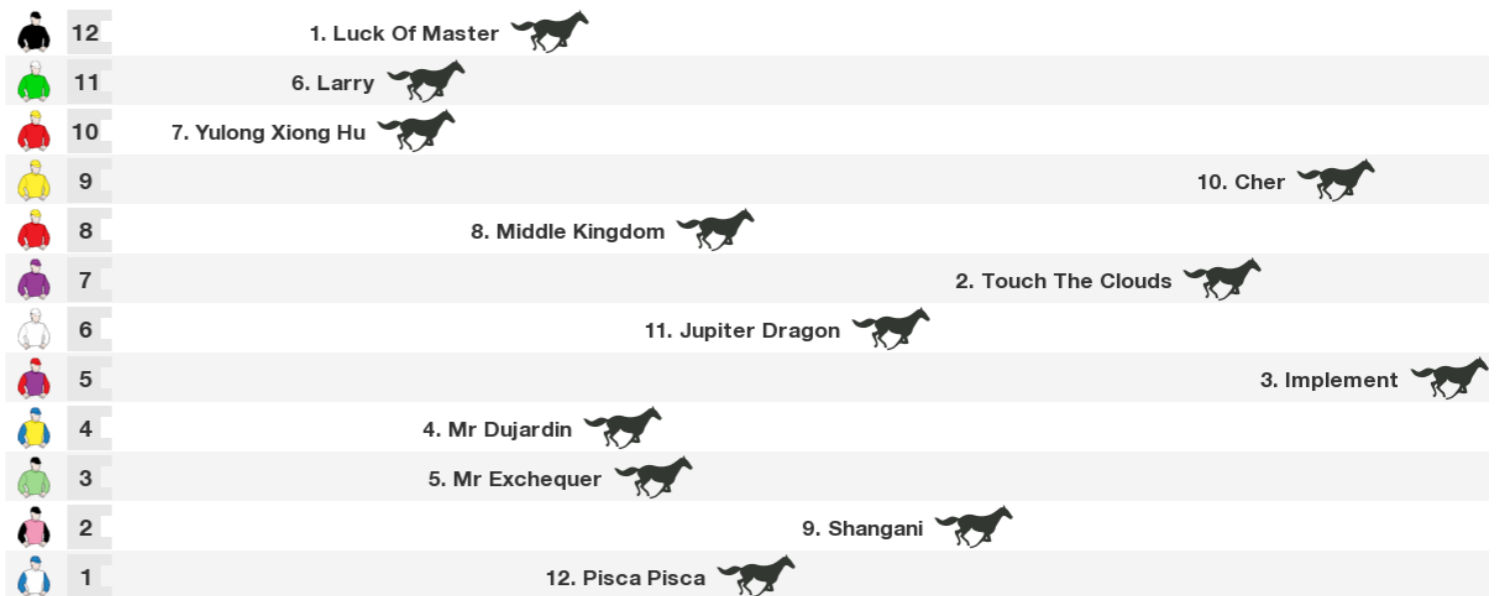 12 1. Luck Of Master
11 6. Larry
10 7. Yulong Xiong Hu
9 10. Cher
8 8. Middle Kingdom
7 2. Touch The Clouds
6 11. Jupiter Dragon
5 3. Implement
4 4. Mr Dujardin
3 5. Mr Exchequer
2 9. Shangani
1 12. Pisca Pisca